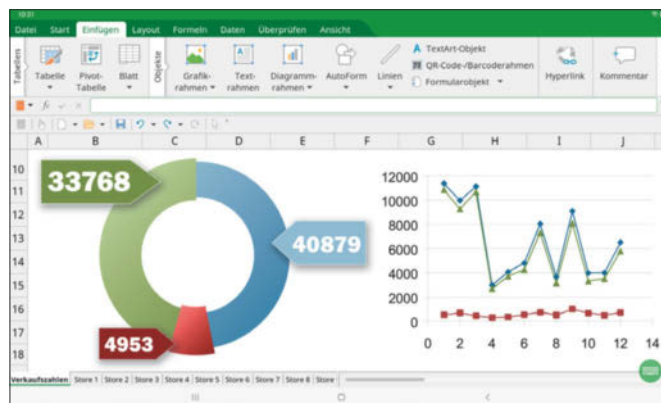 10:31
Datei Start Einfügen Layout Formeln Daten Überprüfen Ansicht
Tabellen
Tabelle
Pivot-
Tabelle
Blatt
Objekte
Grafik-
rahmen
Text-
rahmen
Diagramm-
rahmen
AutoForm
Linien
TextArt-Objekt
QR-Code-/Barcoderahmen
Formularobjekt
Hyperlink
Kommentar
fx
A B C D E F G H I J
10
11
12
13
14
15
16
17
18
33768
40879
4953
12000
10000
8000
6000
4000
2000
0
0 2 4 6 8 10 12 14
Verkaufszahlen Store 1 Store 2 Store 3 Store 4 Store 5 Store 6 Store 7 Store 8 Store